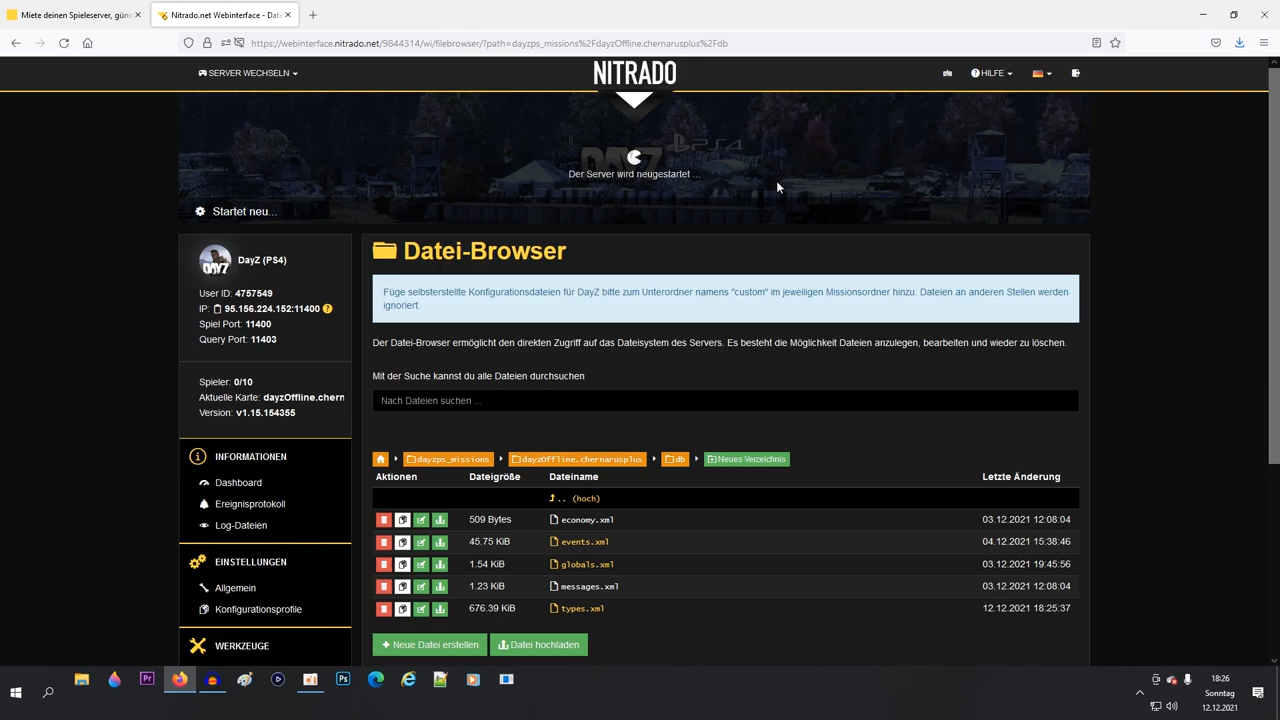 Miete deinen Spieleserver, güns
Nitrado.net Webinterface - Date
https://webinterface.nitrado.net/9844314/wi/filebrowser/?path=dayzps_missions%2FdayzOffline.chernarusplus%2Fdb
SERVER WECHSELN
NITRADO
HILFE
DAYZ PS4
Der Server wird neugestartet ...
Startet neu...
DAYZ
DayZ (PS4)
User ID: 4757549
IP: 95.156.224.152:11400
Spiel Port: 11400
Query Port: 11403
Spieler: 0/10
Aktuelle Karte: dayzOffline.chern
Version: v1.15.154355
INFORMATIONEN
Dashboard
Ereignisprotokoll
Log-Dateien
EINSTELLUNGEN
Allgemein
Konfigurationsprofile
WERKZEUGE
Datei-Browser
Füge selbsterstellte Konfigurationsdateien für DayZ bitte zum Unterordner namens "custom" im jeweiligen Missionsordner hinzu. Dateien an anderen Stellen werden
ignoriert.
Der Datei-Browser ermöglicht den direkten Zugriff auf das Dateisystem des Servers. Es besteht die Möglichkeit Dateien anzulegen, bearbeiten und wieder zu löschen.
Mit der Suche kannst du alle Dateien durchsuchen
Nach Dateien suchen ...
dayzps_missions dayzOffline.chernarusplus db Neues Verzeichnis
Aktionen Dateigröße Dateiname Letzte Änderung
.. (hoch)
509 Bytes economy.xml 03.12.2021 12:08:04
45.75 KiB events.xml 04.12.2021 15:38:46
1.54 KiB globals.xml 03.12.2021 19:45:56
1.23 KiB messages.xml 03.12.2021 12:08:04
676.39 KiB types.xml 12.12.2021 18:25:37
Neue Datei erstellen Datei hochladen
Pr
Ps
18:26
Sonntag
12.12.2021